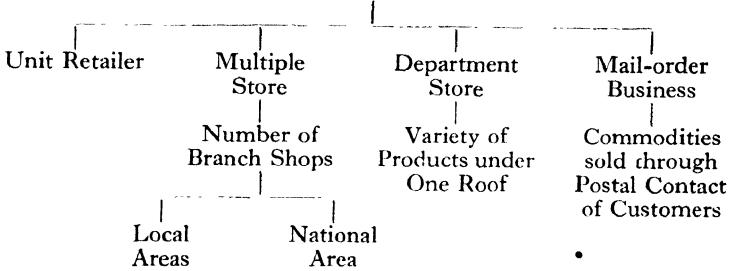 Unit Retailer
Multiple
Store
Department
Store
Mail-order
Business
Number of
Branch Shops
Variety of
Products under
One Roof
Commodities
sold through
Postal Contact
of Customers
Local
Areas
National
Area